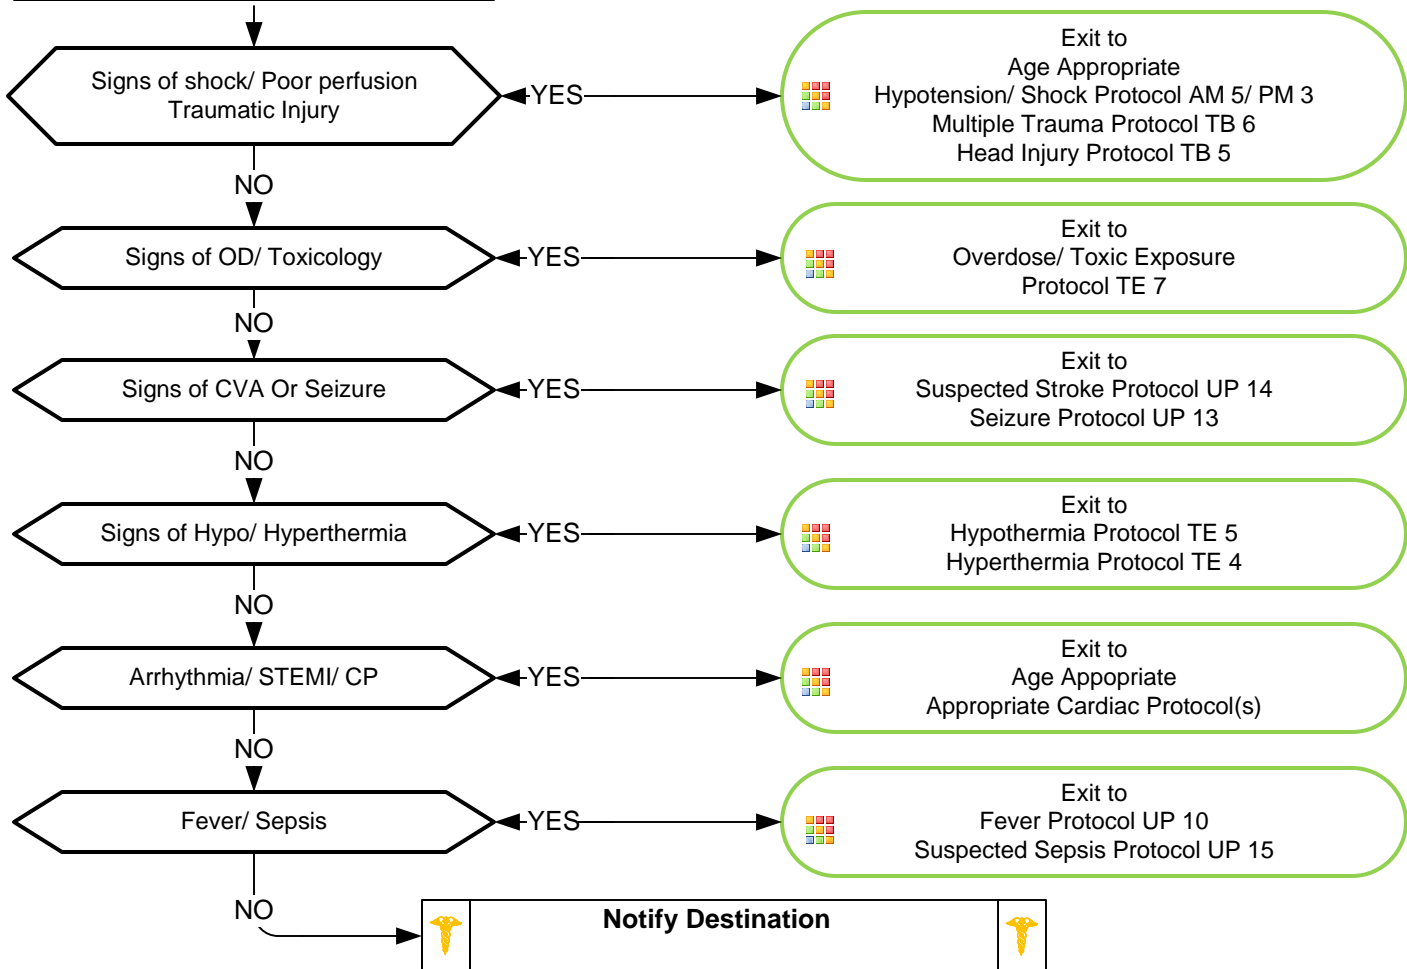 Signs of shock/ Poor perfusion
Traumatic Injury
YES
Exit to
Age Appropriate
Hypotension/ Shock Protocol AM 5/ PM 3
Multiple Trauma Protocol TB 6
Head Injury Protocol TB 5
NO
Signs of OD/ Toxicology
YES
Exit to
Overdose/ Toxic Exposure
Protocol TE 7
NO
Signs of CVA Or Seizure
YES
Exit to
Suspected Stroke Protocol UP 14
Seizure Protocol UP 13
NO
Signs of Hypo/ Hyperthermia
YES
Exit to
Hypothermia Protocol TE 5
Hyperthermia Protocol TE 4
NO
Arrhythmia/ STEMI/ CP
YES
Exit to
Age Appopriate
Appropriate Cardiac Protocol(s)
NO
Fever/ Sepsis
YES
Exit to
Fever Protocol UP 10
Suspected Sepsis Protocol UP 15
NO
Notify Destination